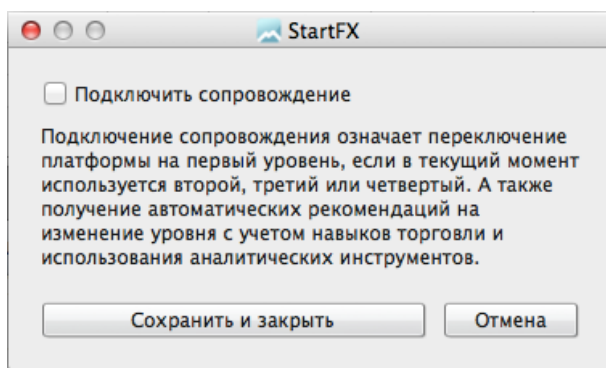 StartFX
Подключить сопровождение
Подключение сопровождения означает переключение
платформы на первый уровень, если в текущий момент
используется второй, третий или четвертый. А также
получение автоматических рекомендаций на
изменение уровня с учетом навыков торговли и
использования аналитических инструментов.
Сохранить и закрыть
Отмена